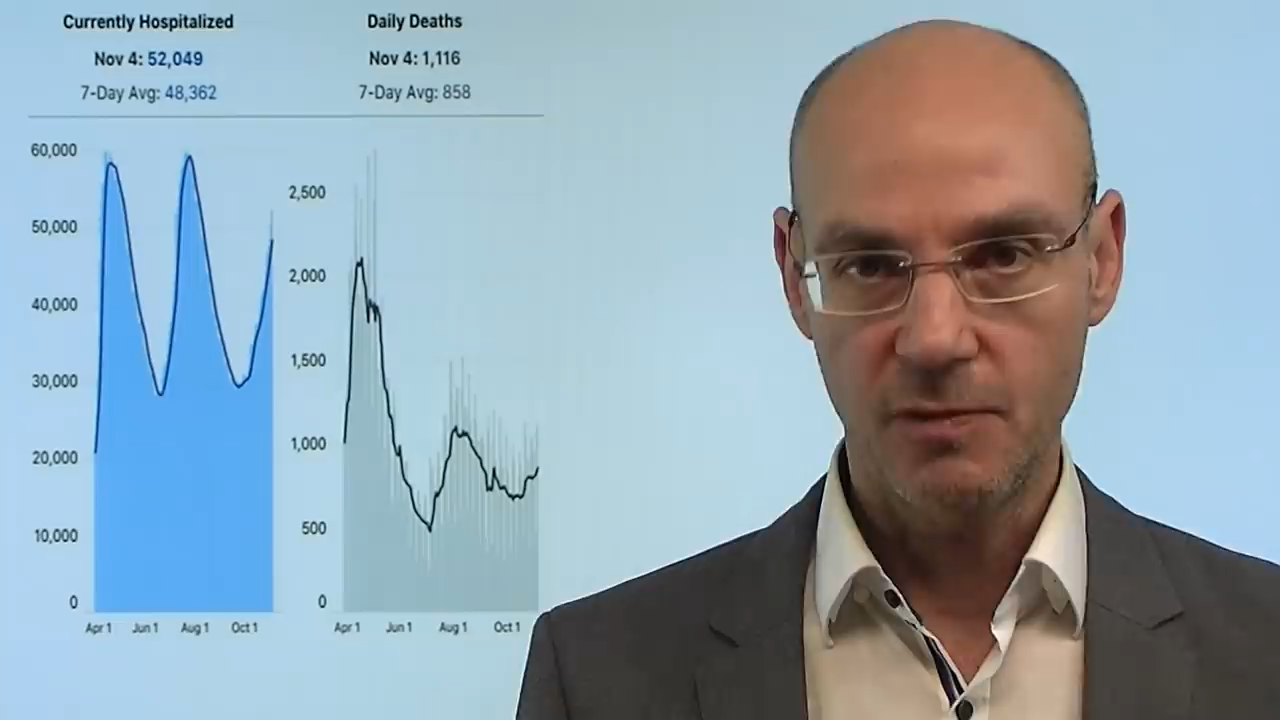 Currently Hospitalized
Nov 4: 52,049
7-Day Avg: 48,362
60,000
50,000
40,000
30,000
20,000
10,000
0
Apr 1 Jun 1 Aug 1 Oct 1
Daily Deaths
Nov 4: 1,116
7-Day Avg: 858
2,500
2,000
1,500
1,000
500
0
Apr 1 Jun 1 Aug 1 Oct 1